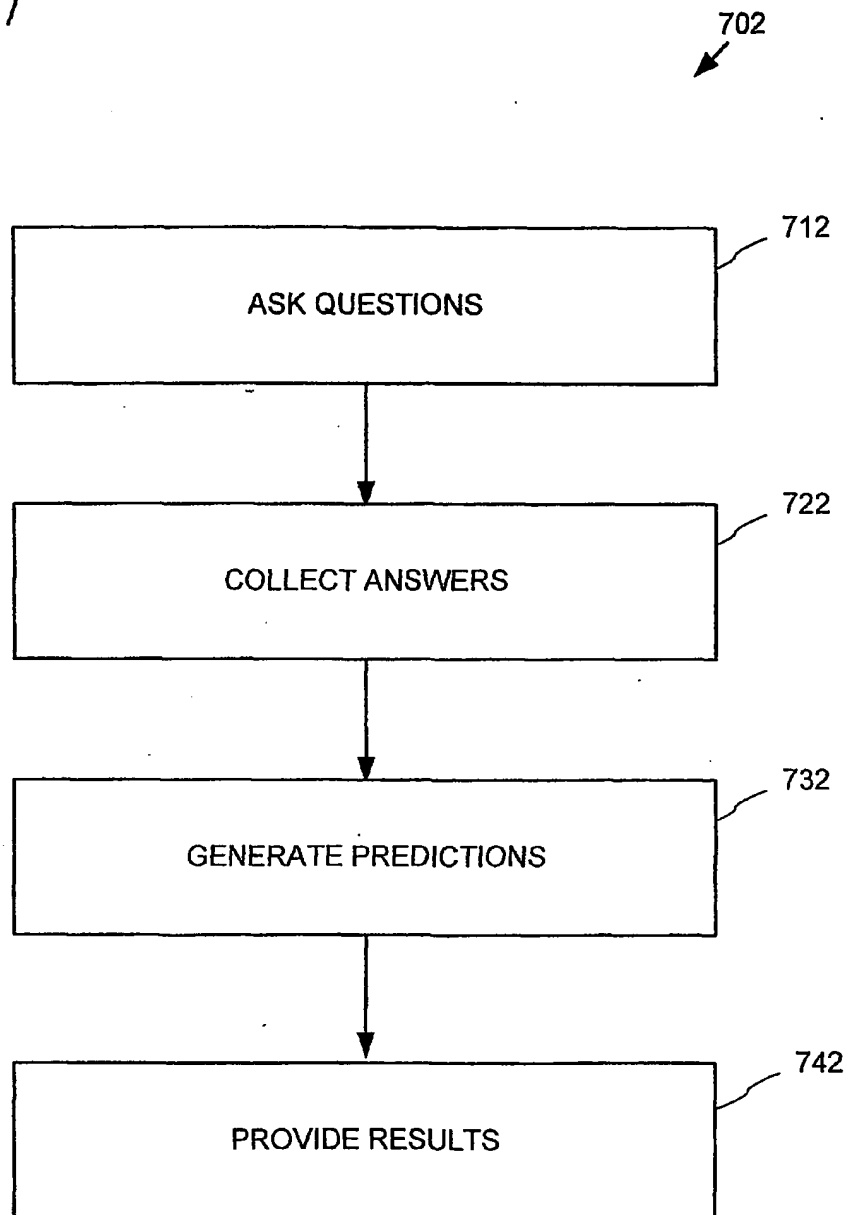 702
712
ASK QUESTIONS
722
COLLECT ANSWERS
732
GENERATE PREDICTIONS
742
PROVIDE RESULTS